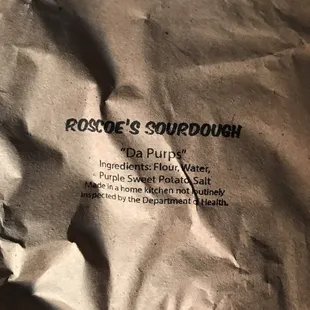 ROSCOE'S SOURDOUGH
"Da Purps"
Ingredients: Flour, Water,
Purple Sweet Potato, Salt
Made in a home kitchen not routinely
inspected by the Department of Health.